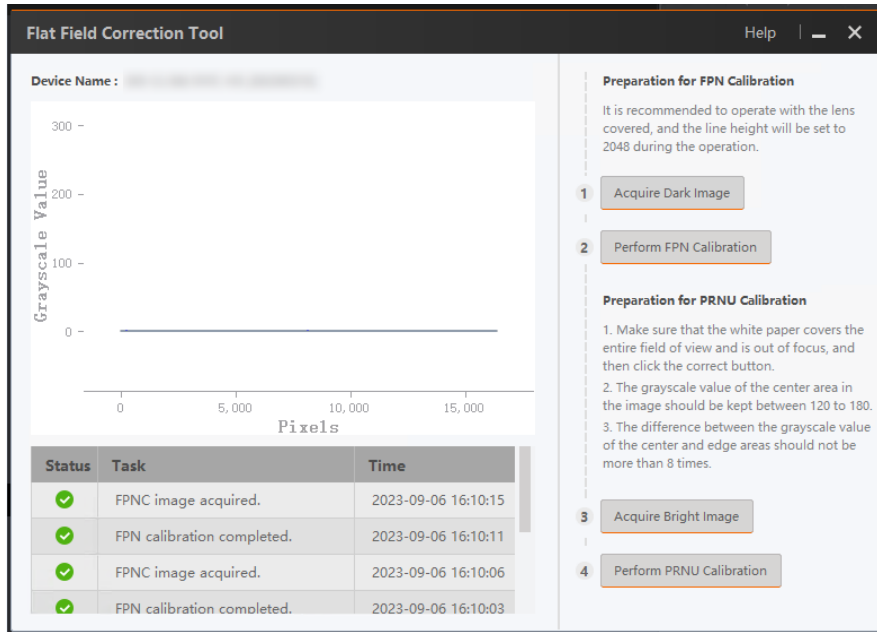 Flat Field Correction Tool
Help
Device Name :
300
200
100
0
Grayscale Value
0 5,000 10,000 15,000
Pixels
Status Task Time
FPNC image acquired. 2023-09-06 16:10:15
FPN calibration completed. 2023-09-06 16:10:11
FPNC image acquired. 2023-09-06 16:10:06
FPN calibration completed. 2023-09-06 16:10:03
Preparation for FPN Calibration
It is recommended to operate with the lens
covered, and the line height will be set to
2048 during the operation.
1 Acquire Dark Image
2 Perform FPN Calibration
Preparation for PRNU Calibration
1. Make sure that the white paper covers the
entire field of view and is out of focus, and
then click the correct button.
2. The grayscale value of the center area in
the image should be kept between 120 to 180.
3. The difference between the grayscale value
of the center and edge areas should not be
more than 8 times.
3 Acquire Bright Image
4 Perform PRNU Calibration